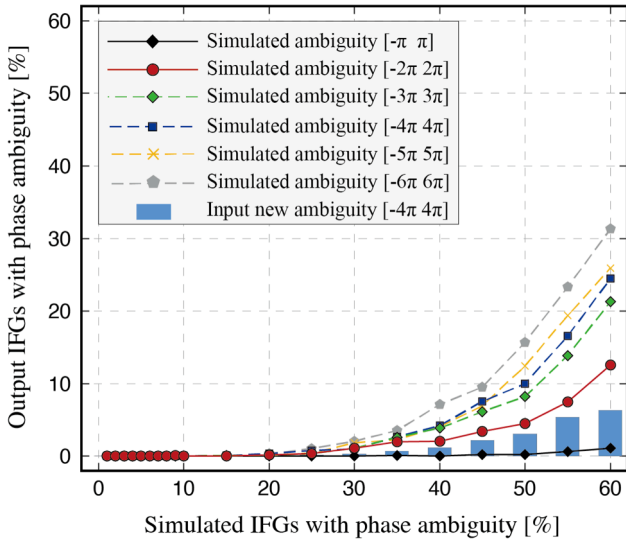 60
50
40
30
20
10
0
Output IFGs with phase ambiguity [%]
Simulated ambiguity [-π π]
Simulated ambiguity [-2π 2π]
Simulated ambiguity [-3π 3π]
Simulated ambiguity [-4π 4π]
Simulated ambiguity [-5π 5π]
Simulated ambiguity [-6π 6π]
Input new ambiguity [-4π 4π]
0 10 20 30 40 50 60
Simulated IFGs with phase ambiguity [%]